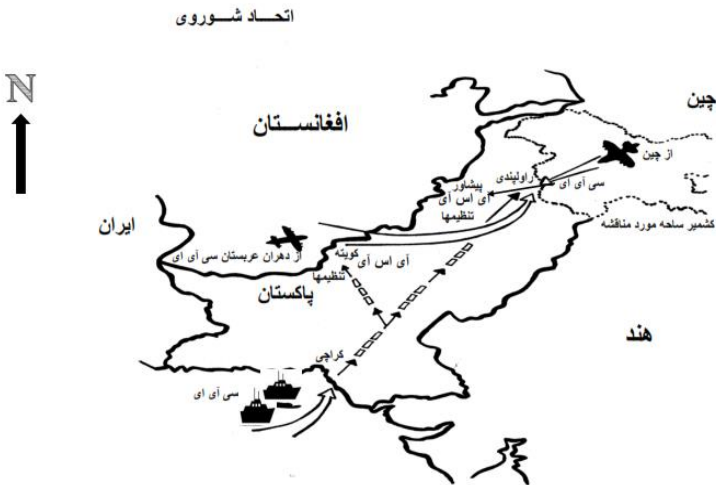 اتحـــاد شـــوروی
N
چین
افغانســـتان
از چین
راولپندی
سی آی ای
پیشاور
آی اس آی
تنظیمها
کشمیر ساحه مورد مناقشه
ایران
از دهران عربستان سی آی ای
کویته
آی اس آی
تنظیمها
پاکستان
هند
کراچی
سی آی ای